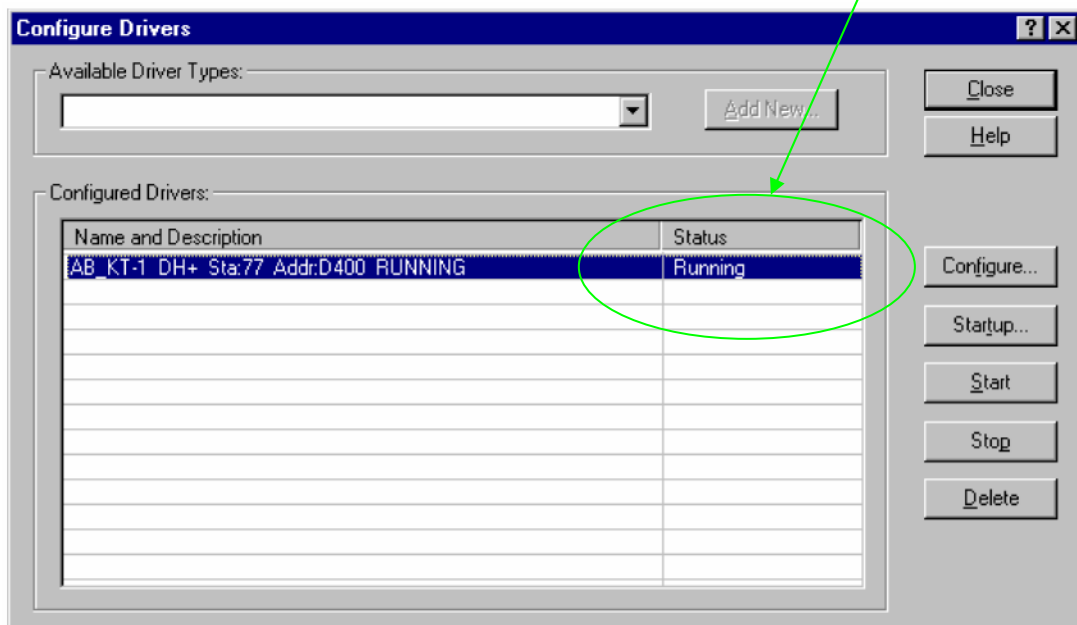 Configure Drivers
Available Driver Types:
Add New...
Close
Help
Configured Drivers:
Name and Description Status
AB_KT-1 DH+ Sta:77 Addr:D400 RUNNING Running
Configure...
Startup...
Start
Stop
Delete